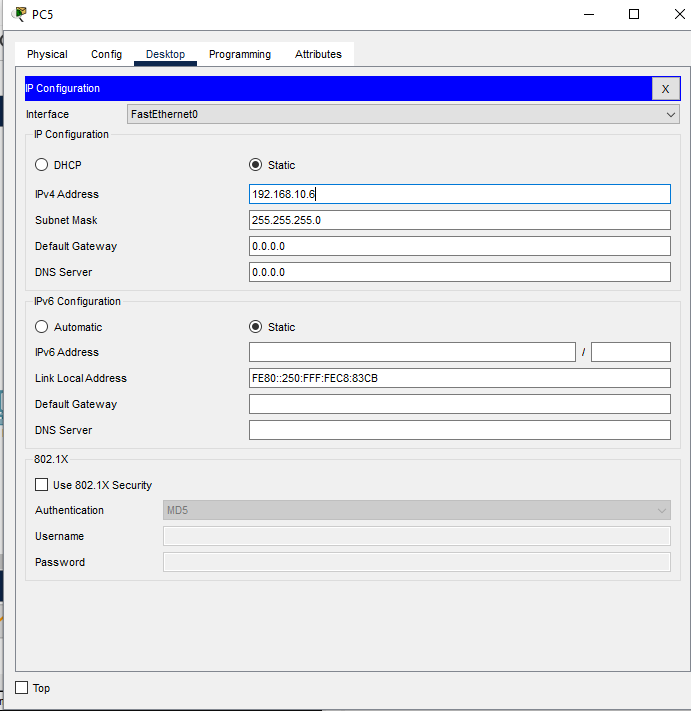 PC5
Physical Config Desktop Programming Attributes
IP Configuration X
Interface FastEthernet0
IP Configuration
DHCP Static
IPv4 Address 192.168.10.6
Subnet Mask 255.255.255.0
Default Gateway 0.0.0.0
DNS Server 0.0.0.0
IPv6 Configuration
Automatic Static
IPv6 Address /
Link Local Address FE80::250:FFF:FEC8:83CB
Default Gateway
DNS Server
802.1X
Use 802.1X Security
Authentication MD5
Username
Password
Top